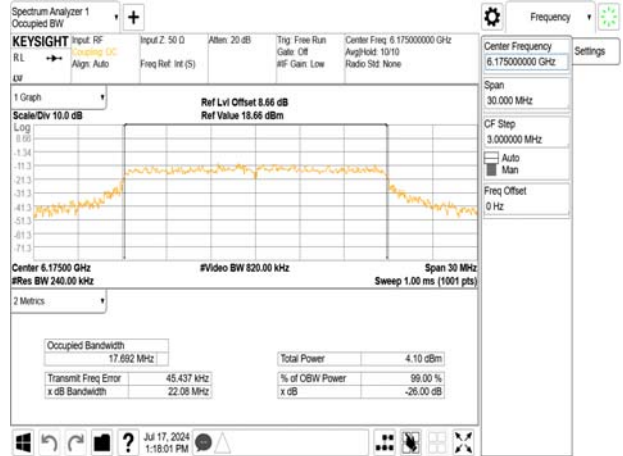 Spectrum Analyzer 1
Occupied BW
+
KEYSIGHT
RL
Input: RF
Coupling: DC
Align: Auto
Input Z: 50 Ω
Freq Ref: Int (S)
Atten: 20 dB
Trig: Free Run
Gate: Off
#IF Gain: Low
Center Freq: 6.175000000 GHz
Avg|Hold: 10/10
Radio Std: None
1 Graph
Scale/Div 10.0 dB
Ref Lvl Offset 8.66 dB
Ref Value 18.66 dBm
Log
8.66
-1.34
-11.3
-21.3
-31.3
-41.3
-51.3
-61.3
-71.3
Center 6.17500 GHz
#Video BW 820.00 kHz
Span 30 MHz
#Res BW 240.00 kHz
Sweep 1.00 ms (1001 pts)
2 Metrics
Occupied Bandwidth
17.692 MHz
Total Power 4.10 dBm
Transmit Freq Error 45.437 kHz
% of OBW Power 99.00 %
x dB Bandwidth 22.08 MHz
x dB -26.00 dB
?
Jul 17, 2024
1:18:01 PM
Frequency
Settings
Center Frequency
6.175000000 GHz
Span
30.000 MHz
CF Step
3.000000 MHz
Auto
Man
Freq Offset
0 Hz